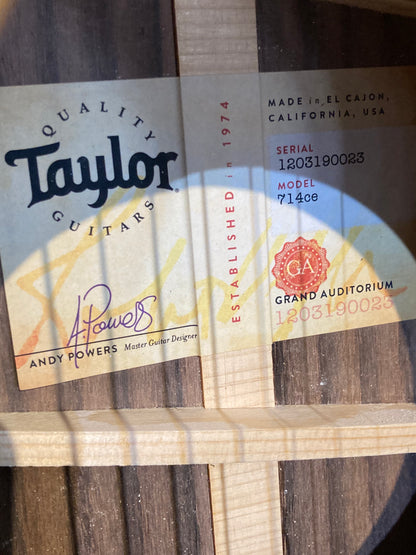 QUALITY
Taylor
GUITARS
A. Powers
ANDY POWERS Master Guitar Designer
ESTABLISHED in 1974
MADE in EL CAJON,
CALIFORNIA, USA
SERIAL
1203190023
MODEL
714ce
GA
GRAND AUDITORIUM
1203190023